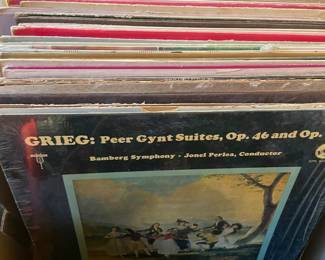 GRIEG: Peer Gynt Suites, Op. 46 and Op.
Bamberg Symphony • Jonel Perlea, Conductor